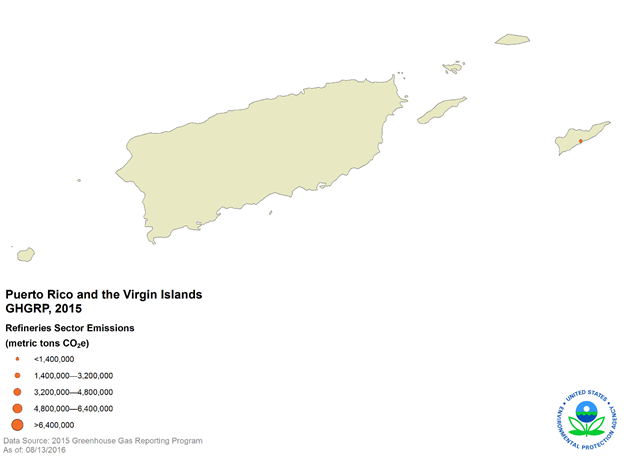 Puerto Rico and the Virgin Islands
GHGRP, 2015
Refineries Sector Emissions
(metric tons CO₂e)
<1,400,000
1,400,000—3,200,000
3,200,000—4,800,000
4,800,000—6,400,000
>6,400,000
Data Source: 2015 Greenhouse Gas Reporting Program
As of: 08/13/2016
UNITED STATES
ENVIRONMENTAL PROTECTION AGENCY